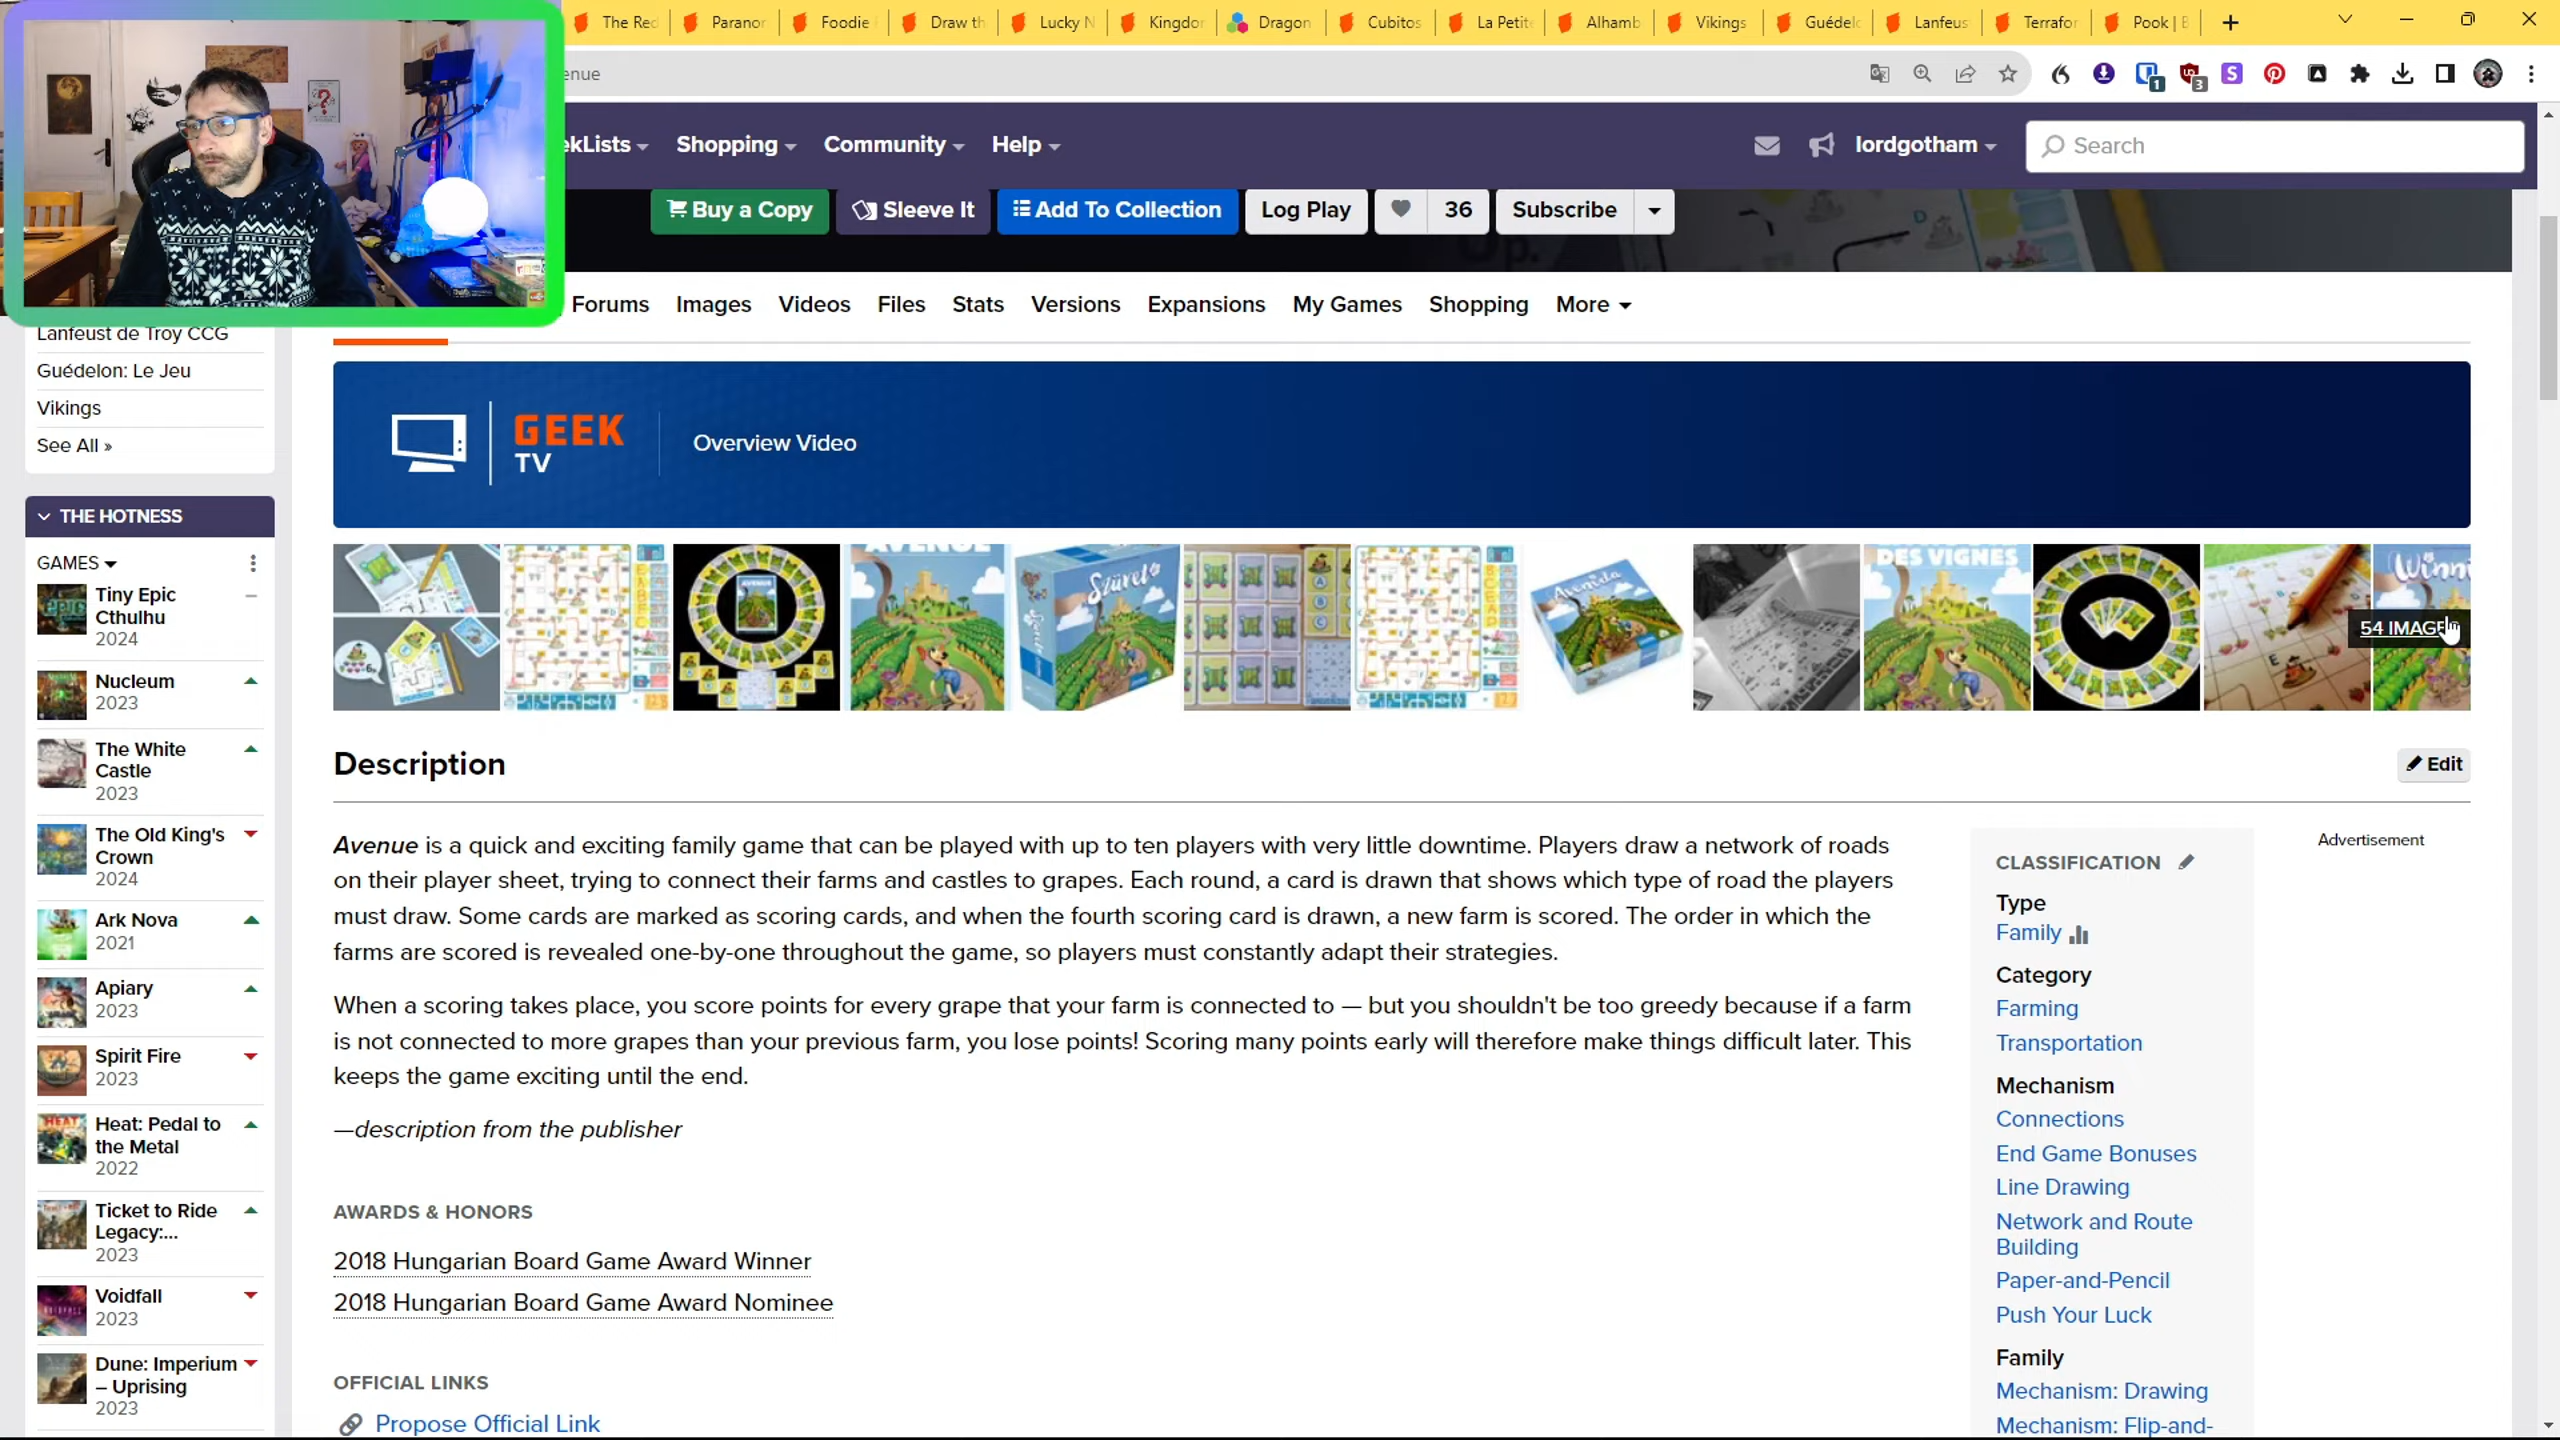 The Red
Paranor
Foodie
Draw th
Lucky N
Kingdor
Dragon
Cubitos
La Petit
Alhamb
Vikings
Guédel
Lanfeus
Terrafor
Pook | B
enue
1
3
ekLists
Shopping
Community
Help
lordgotham
Search
Buy a Copy
Sleeve It
Add To Collection
Log Play
36
Subscribe
Forums
Images
Videos
Files
Stats
Versions
Expansions
My Games
Shopping
More
Lanfeust de Troy CCG
Guédelon: Le Jeu
Vikings
See All »
GEEK
TV
Overview Video
THE HOTNESS
GAMES
Tiny Epic
Cthulhu
2024
Nucleum
2023
The White
Castle
2023
The Old King's
Crown
2024
Ark Nova
2021
Apiary
2023
Spirit Fire
2023
Heat: Pedal to
the Metal
2022
Ticket to Ride
Legacy:...
2023
Voidfall
2023
Dune: Imperium
– Uprising
2023
AVENUE
Szüret
Avenida
DES VIGNES
Winni
54 IMAGE
Description
Edit
Avenue is a quick and exciting family game that can be played with up to ten players with very little downtime. Players draw a network of roads
on their player sheet, trying to connect their farms and castles to grapes. Each round, a card is drawn that shows which type of road the players
must draw. Some cards are marked as scoring cards, and when the fourth scoring card is drawn, a new farm is scored. The order in which the
farms are scored is revealed one-by-one throughout the game, so players must constantly adapt their strategies.
When a scoring takes place, you score points for every grape that your farm is connected to — but you shouldn't be too greedy because if a farm
is not connected to more grapes than your previous farm, you lose points! Scoring many points early will therefore make things difficult later. This
keeps the game exciting until the end.
—description from the publisher
AWARDS & HONORS
2018 Hungarian Board Game Award Winner
2018 Hungarian Board Game Award Nominee
OFFICIAL LINKS
Propose Official Link
CLASSIFICATION
Type
Family
Category
Farming
Transportation
Mechanism
Connections
End Game Bonuses
Line Drawing
Network and Route
Building
Paper-and-Pencil
Push Your Luck
Family
Mechanism: Drawing
Mechanism: Flip-and-
Advertisement